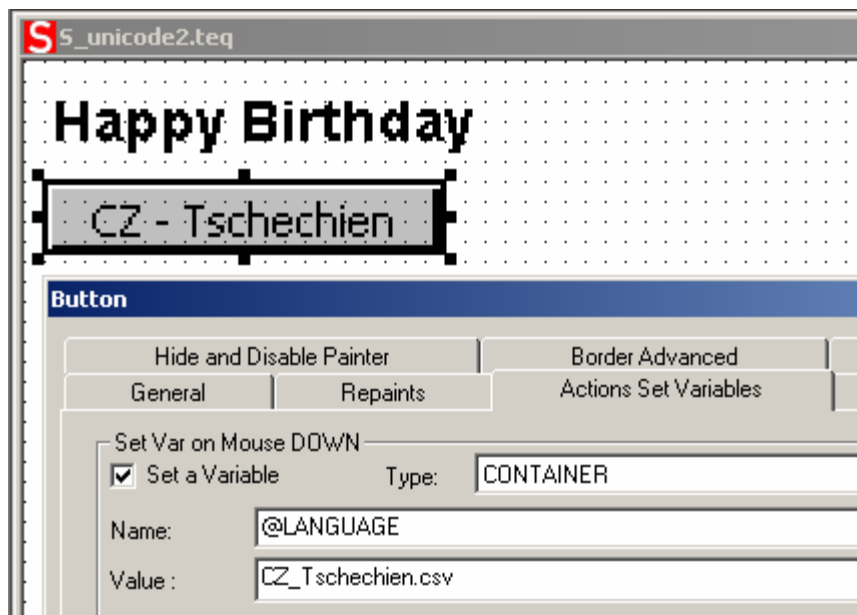 S S_unicode2.teq
Happy Birthday
CZ - Tschechien
Button
Hide and Disable Painter Border Advanced
General Repaints Actions Set Variables
Set Var on Mouse DOWN
Set a Variable Type: CONTAINER
Name: @LANGUAGE
Value : CZ_Tschechien.csv